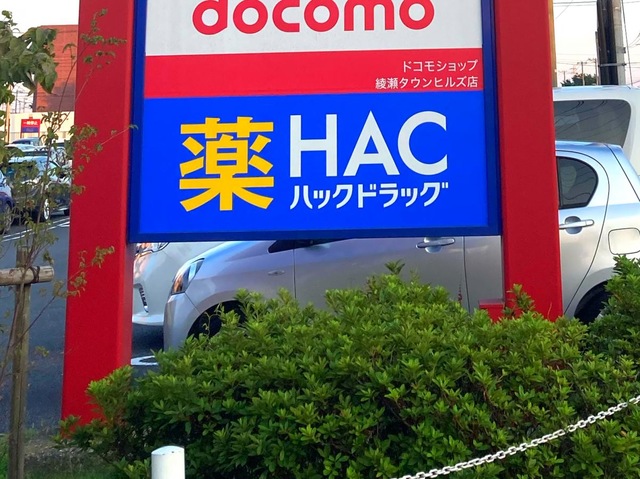 docomo
ドコモショップ
綾瀬タウンヒルズ店
薬 HAC
ハックドラッグ